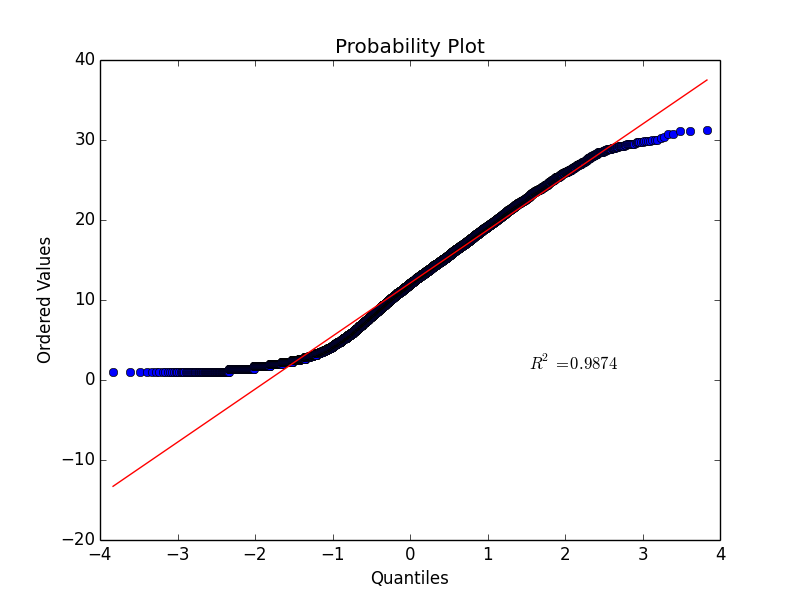 Probability Plot
40
30
20
10
0
−10
−20
Ordered Values
R² =0.9874
−4 −3 −2 −1 0 1 2 3 4
Quantiles